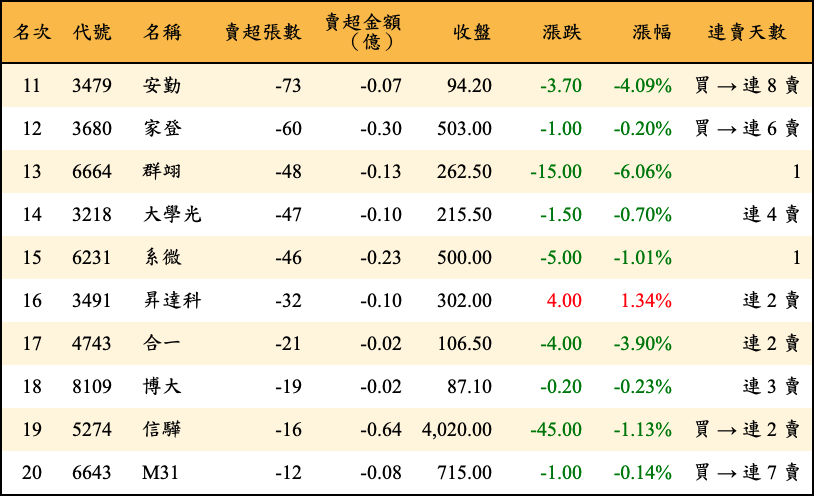 名次 代號 名稱 賣超張數 賣超金額（億） 收盤 漲跌 漲幅 連賣天數
11 3479 安勤 -73 -0.07 94.20 -3.70 -4.09% 買 → 連 8 賣
12 3680 家登 -60 -0.30 503.00 -1.00 -0.20% 買 → 連 6 賣
13 6664 群翊 -48 -0.13 262.50 -15.00 -6.06% 1
14 3218 大學光 -47 -0.10 215.50 -1.50 -0.70% 連 4 賣
15 6231 系微 -46 -0.23 500.00 -5.00 -1.01% 1
16 3491 昇達科 -32 -0.10 302.00 4.00 1.34% 連 2 賣
17 4743 合一 -21 -0.02 106.50 -4.00 -3.90% 連 2 賣
18 8109 博大 -19 -0.02 87.10 -0.20 -0.23% 連 3 賣
19 5274 信驊 -16 -0.64 4,020.00 -45.00 -1.13% 買 → 連 2 賣
20 6643 M31 -12 -0.08 715.00 -1.00 -0.14% 買 → 連 7 賣